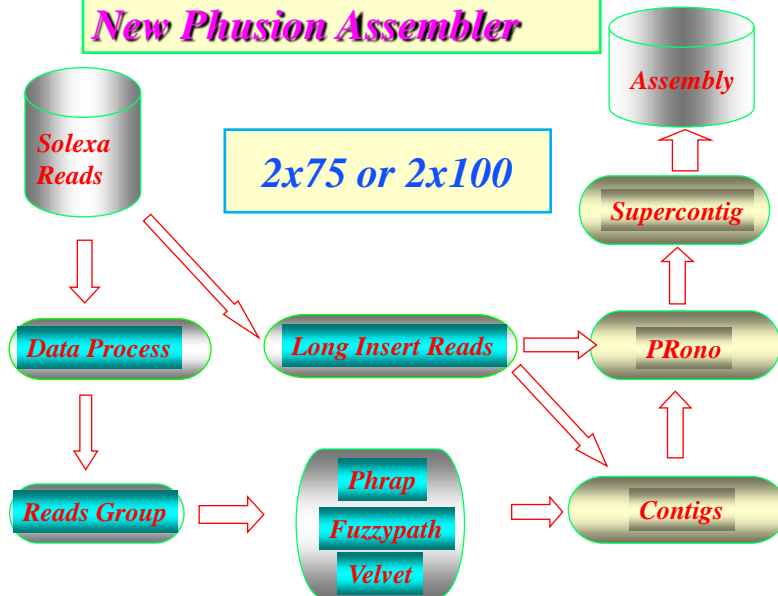 New Phusion Assembler
Assembly
Solexa
Reads
2x75 or 2x100
Supercontig
Data Process
Long Insert Reads
PRono
Phrap
Reads Group
Fuzzypath
Contigs
Velvet